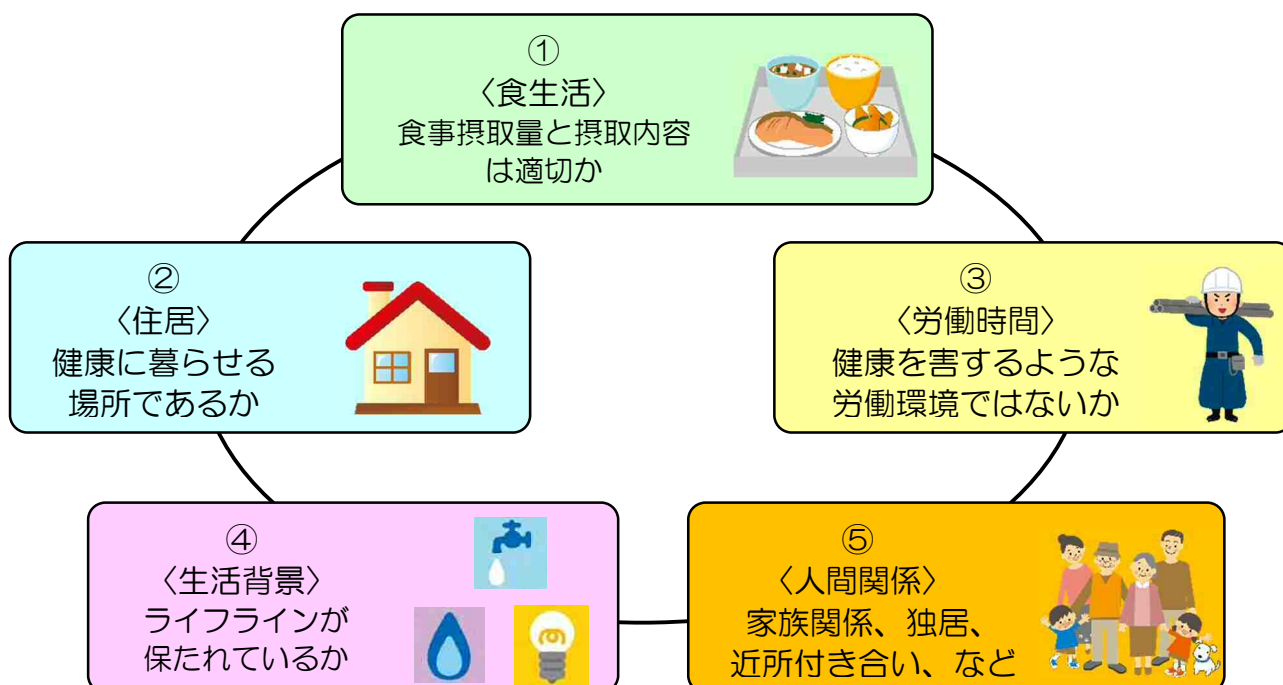 ①
〈食生活〉
食事摂取量と摂取内容
は適切か
②
〈住居〉
健康に暮らせる
場所であるか
③
〈労働時間〉
健康を害するような
労働環境ではないか
④
〈生活背景〉
ライフラインが
保たれているか
⑤
〈人間関係〉
家族関係、独居、
近所付き合い、など